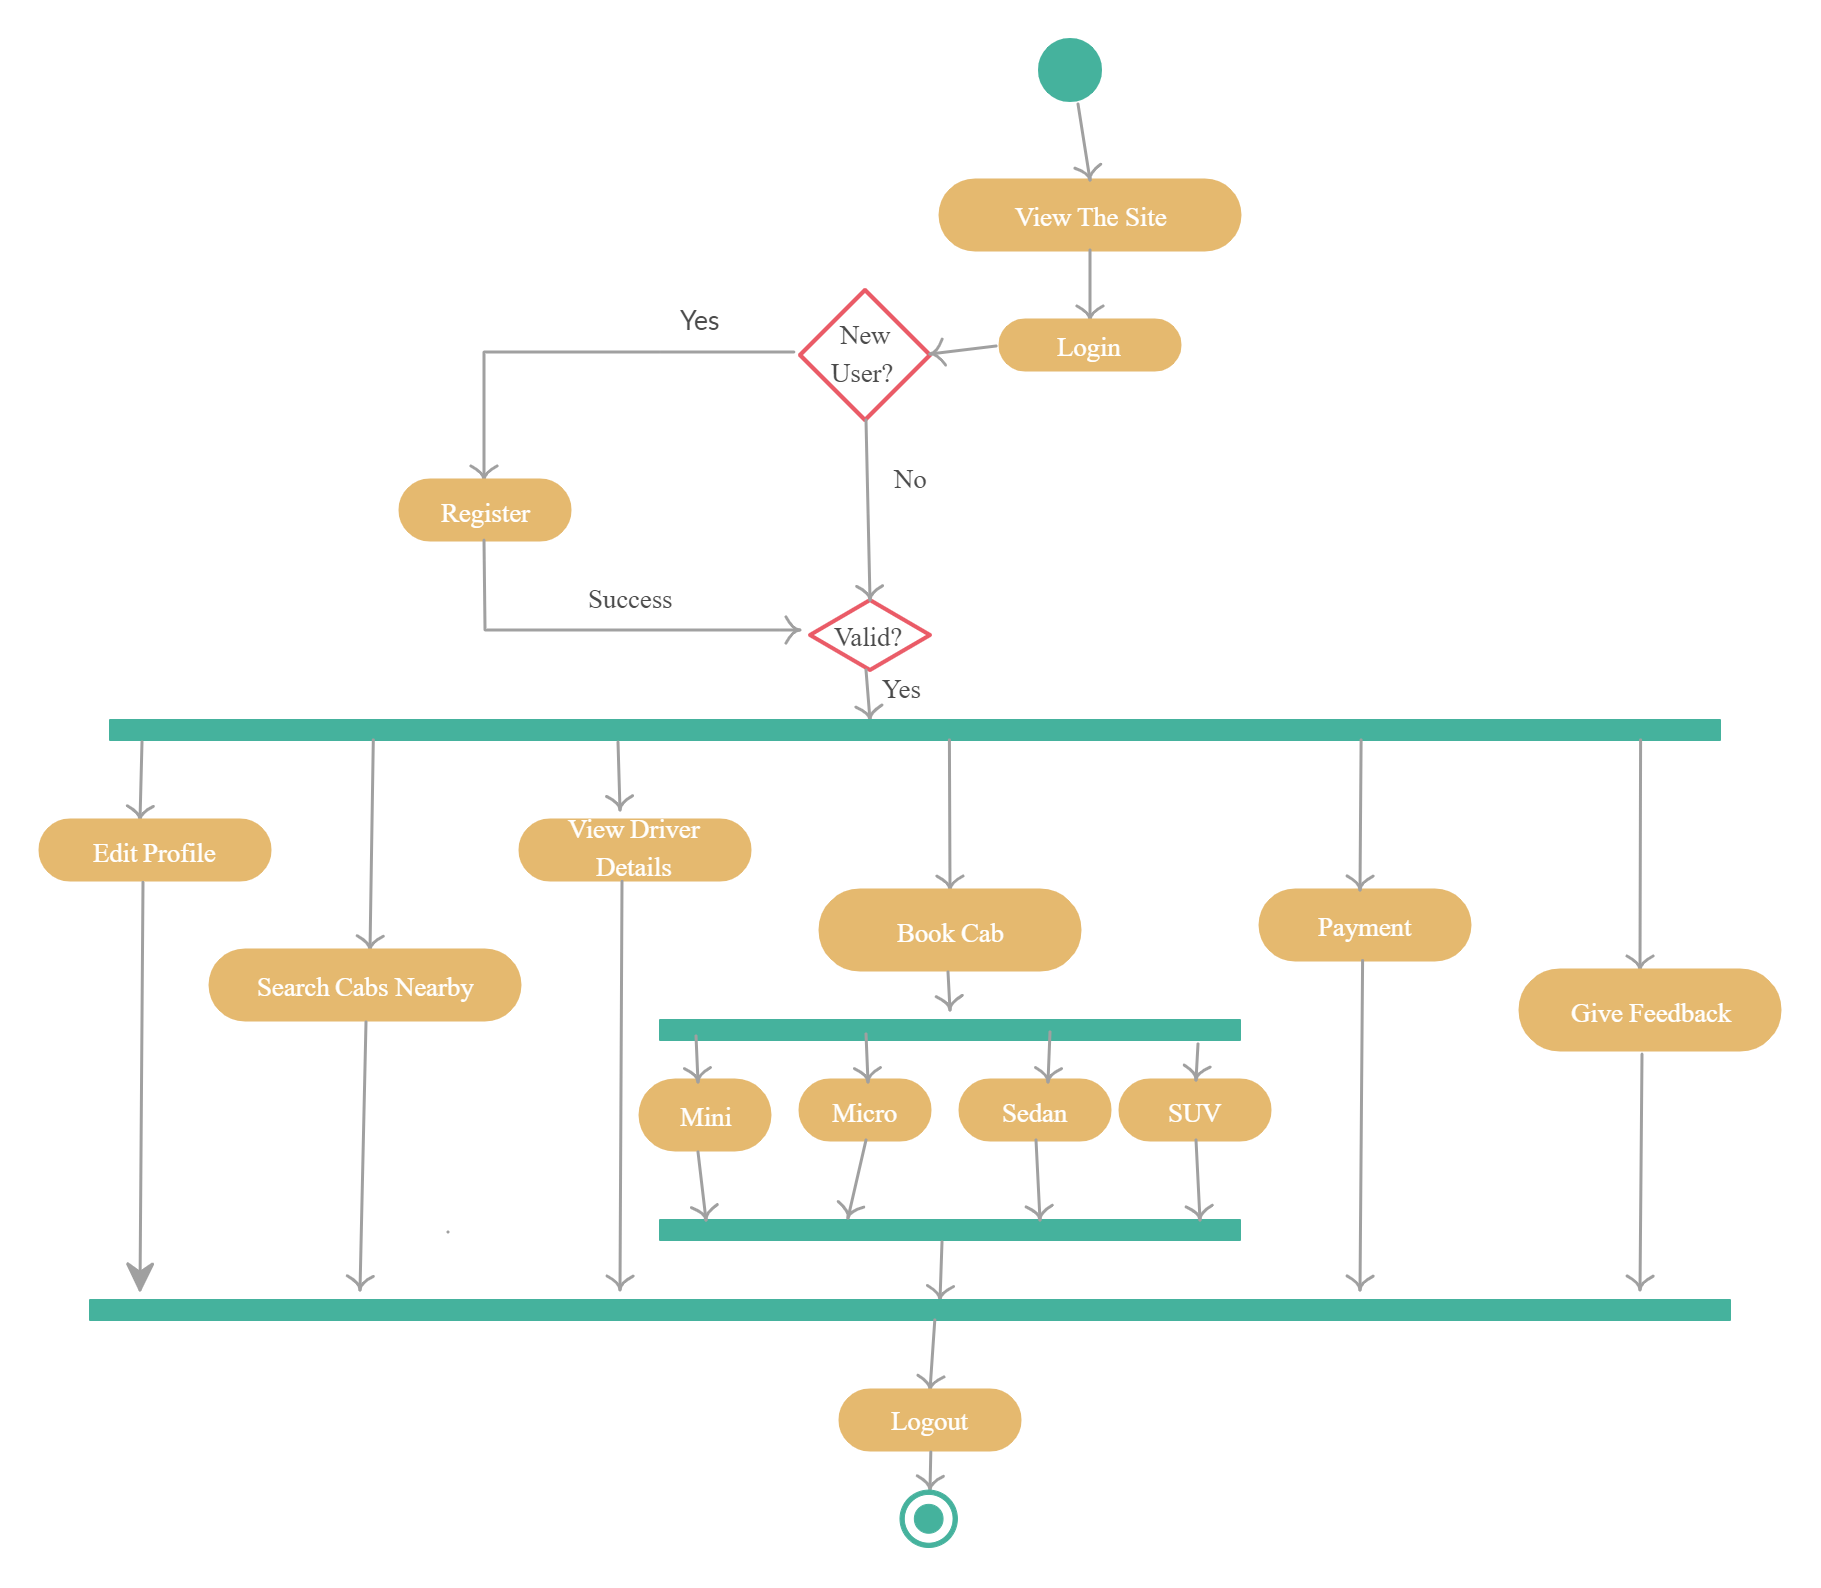 View The Site
Login
New
User?
Yes
No
Register
Success
Valid?
Yes
Edit Profile
View Driver
Details
Search Cabs Nearby
Book Cab
Payment
Give Feedback
Mini
Micro
Sedan
SUV
Logout